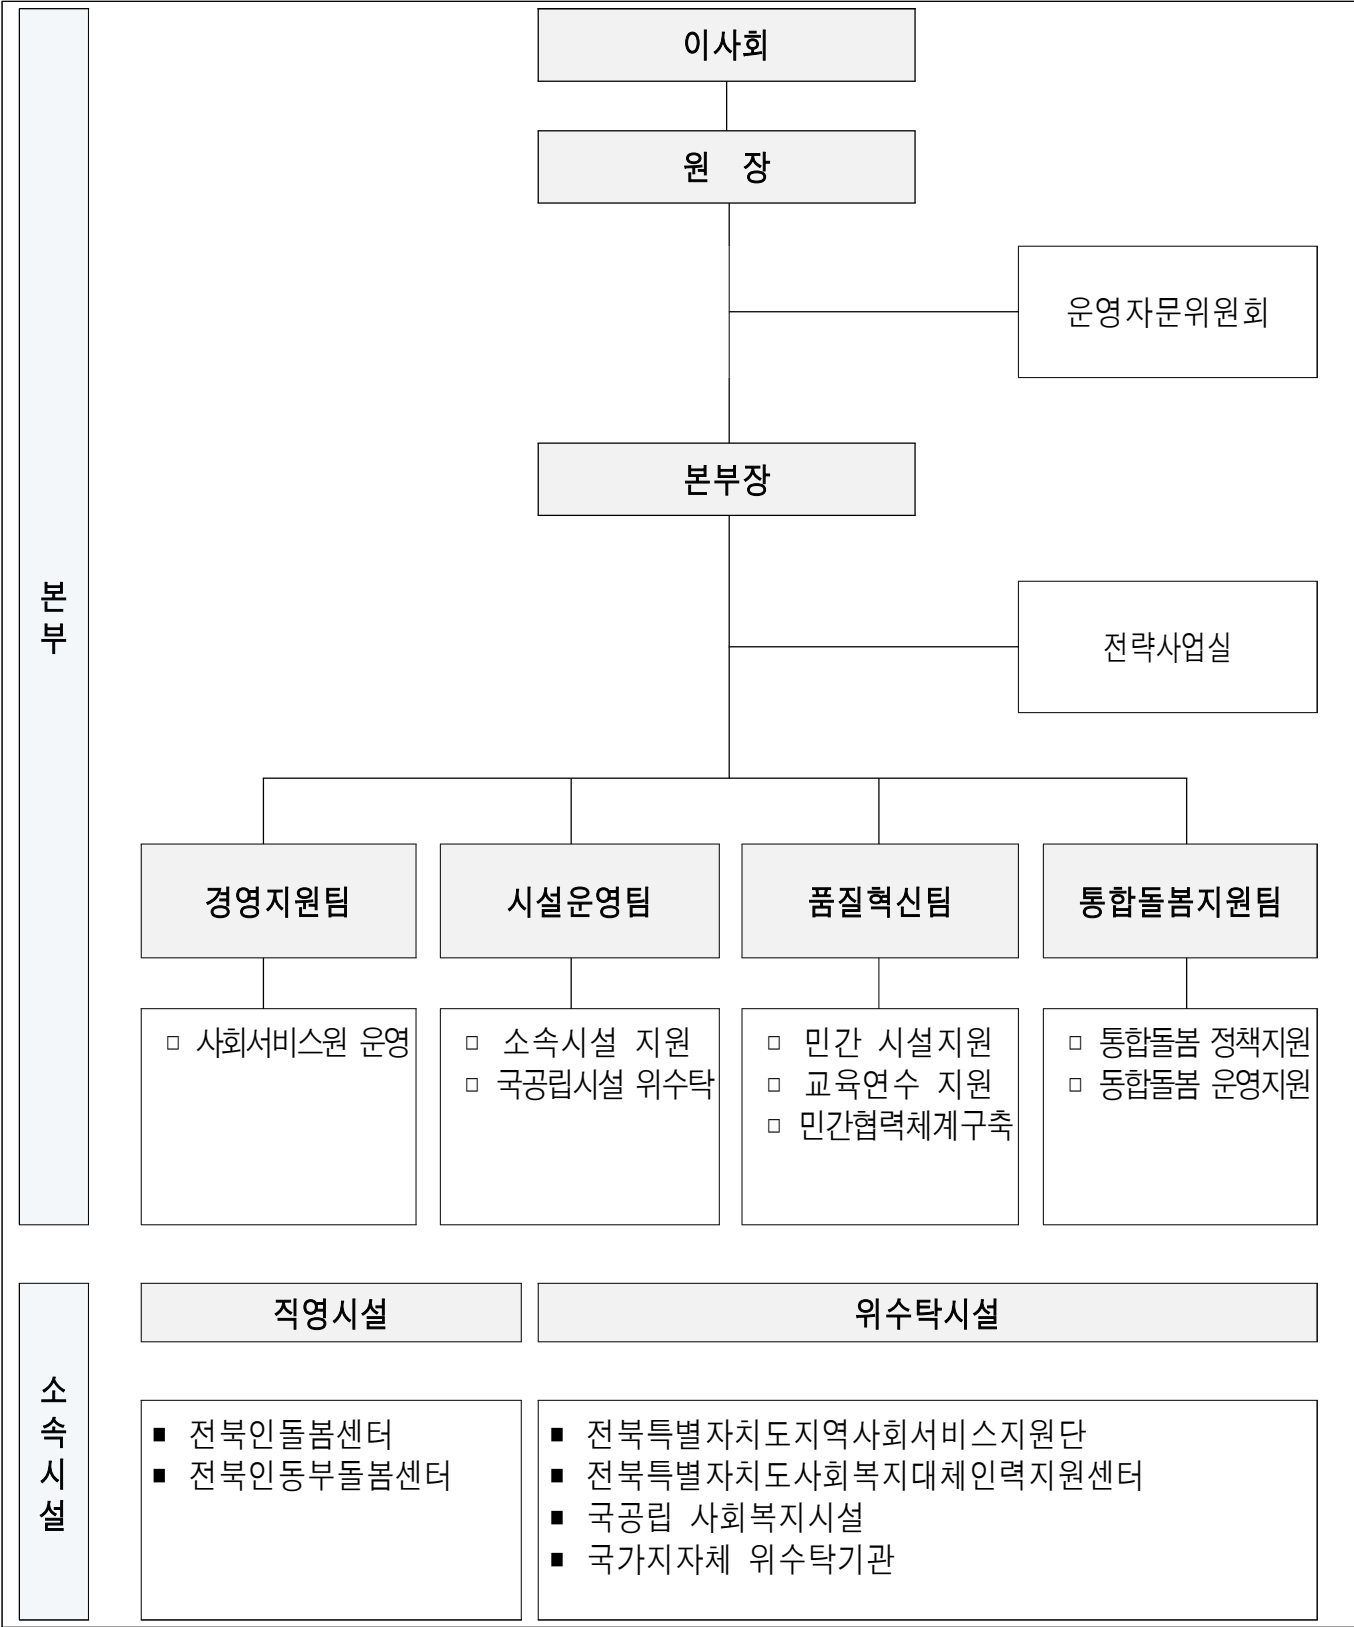 이사회
원 장
운영자문위원회
본부장
본부
전략사업실
경영지원팀
시설운영팀
품질혁신팀
통합돌봄지원팀
□ 사회서비스원 운영
□ 소속시설 지원
□ 국공립시설 위수탁
□ 민간 시설지원
□ 교육연수 지원
□ 민간협력체계구축
□ 통합돌봄 정책지원
□ 동합돌봄 운영지원
소속시설
직영시설
위수탁시설
■ 전북인돌봄센터
■ 전북인동부돌봄센터
■ 전북특별자치도지역사회서비스지원단
■ 전북특별자치도사회복지대체인력지원센터
■ 국공립 사회복지시설
■ 국가지자체 위수탁기관